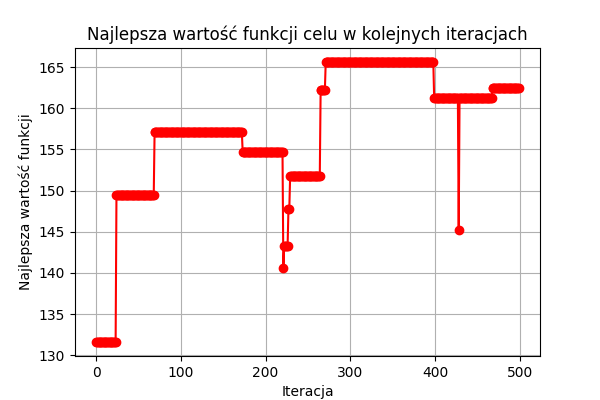 Najlepsza wartość funkcji celu w kolejnych iteracjach
Najlepsza wartość funkcji
165
160
155
150
145
140
135
130
0 100 200 300 400 500
Iteracja